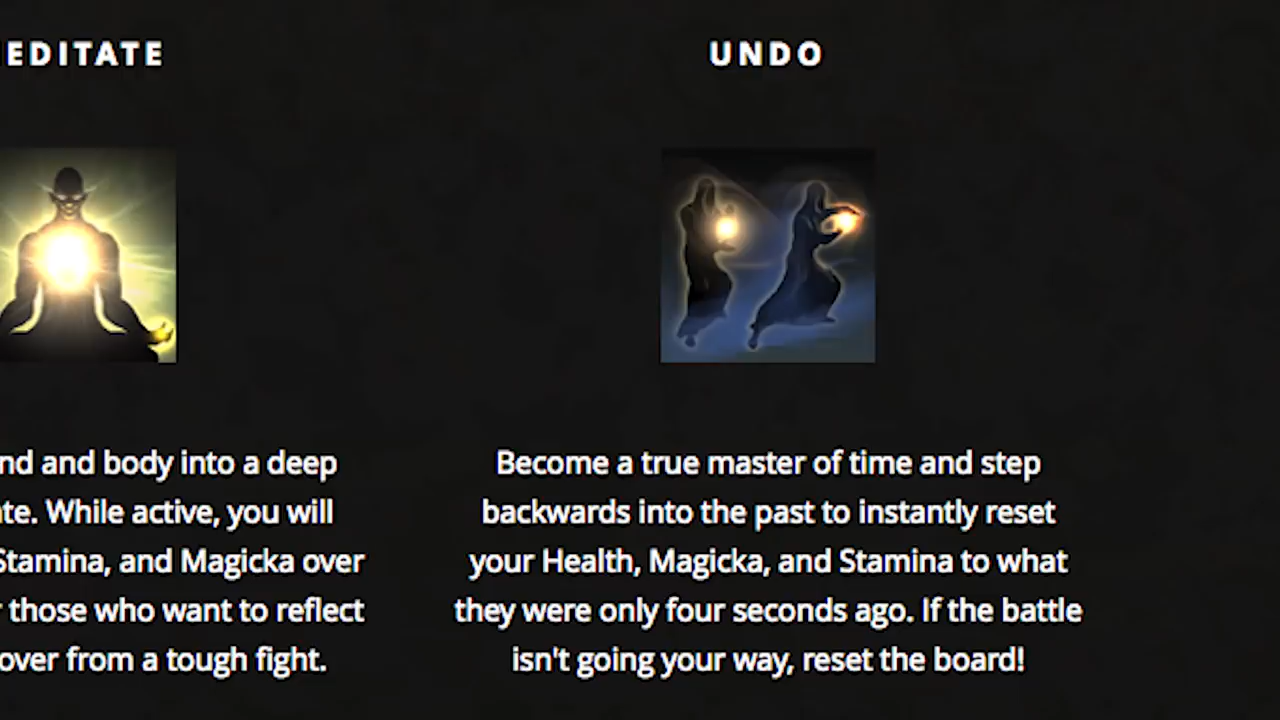 EDITATE
nd and body into a deep
te. While active, you will
Stamina, and Magicka over
those who want to reflect
over from a tough fight.
UNDO
Become a true master of time and step
backwards into the past to instantly reset
your Health, Magicka, and Stamina to what
they were only four seconds ago. If the battle
isn't going your way, reset the board!